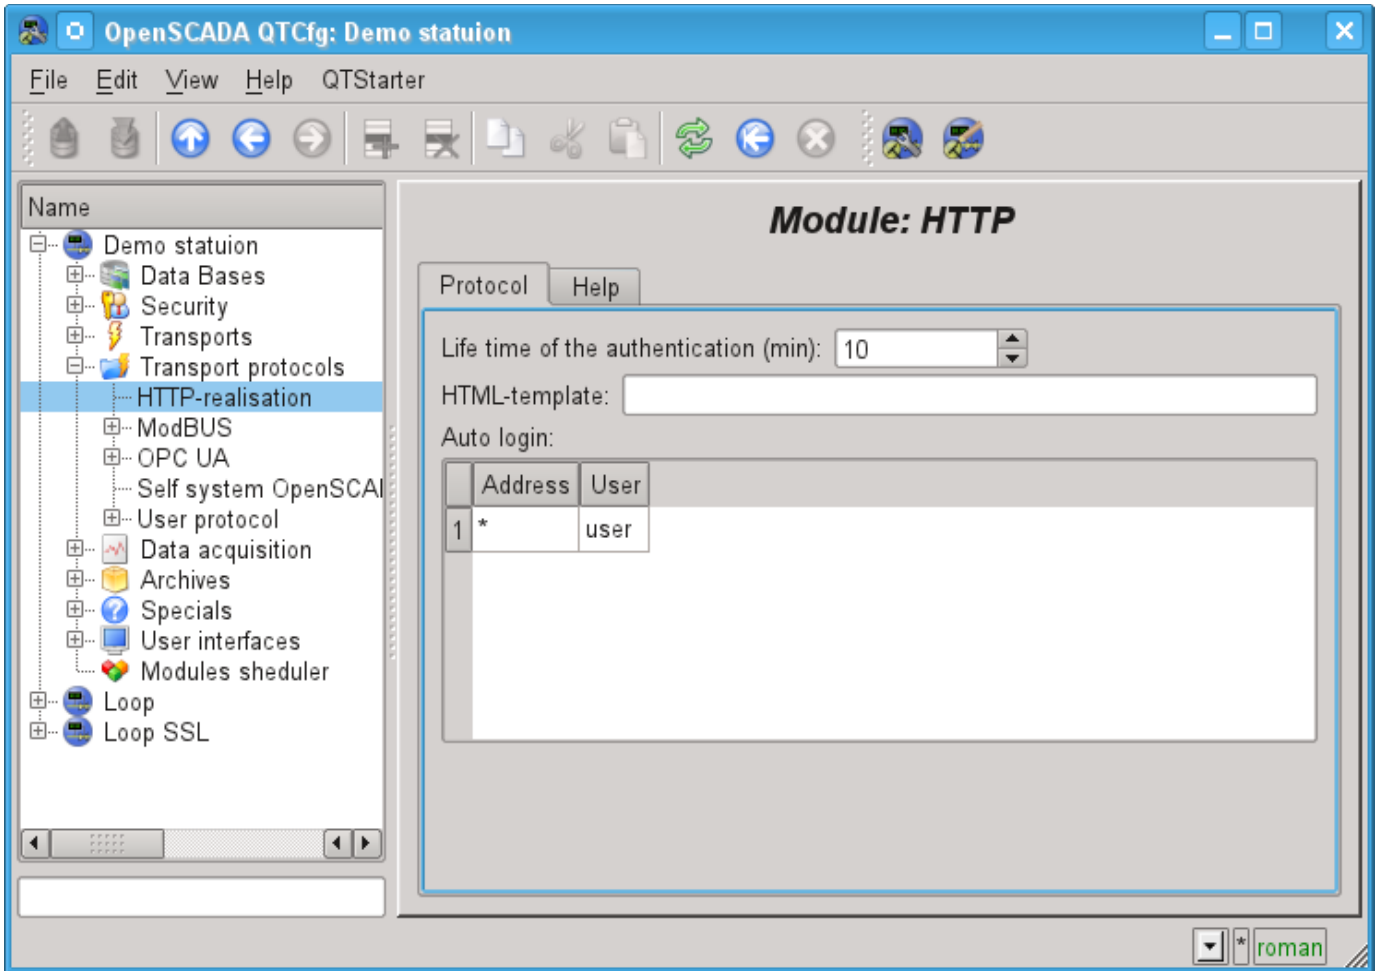 OpenSCADA QTCfg: Demo statuion
File Edit View Help QTStarter
Name
Demo statuion
Data Bases
Security
Transports
Transport protocols
HTTP-realisation
ModBUS
OPC UA
Self system OpenSCA
User protocol
Data acquisition
Archives
Specials
User interfaces
Modules sheduler
Loop
Loop SSL
Module: HTTP
Protocol Help
Life time of the authentication (min): 10
HTML-template:
Auto login:
Address User
1 * user
* roman